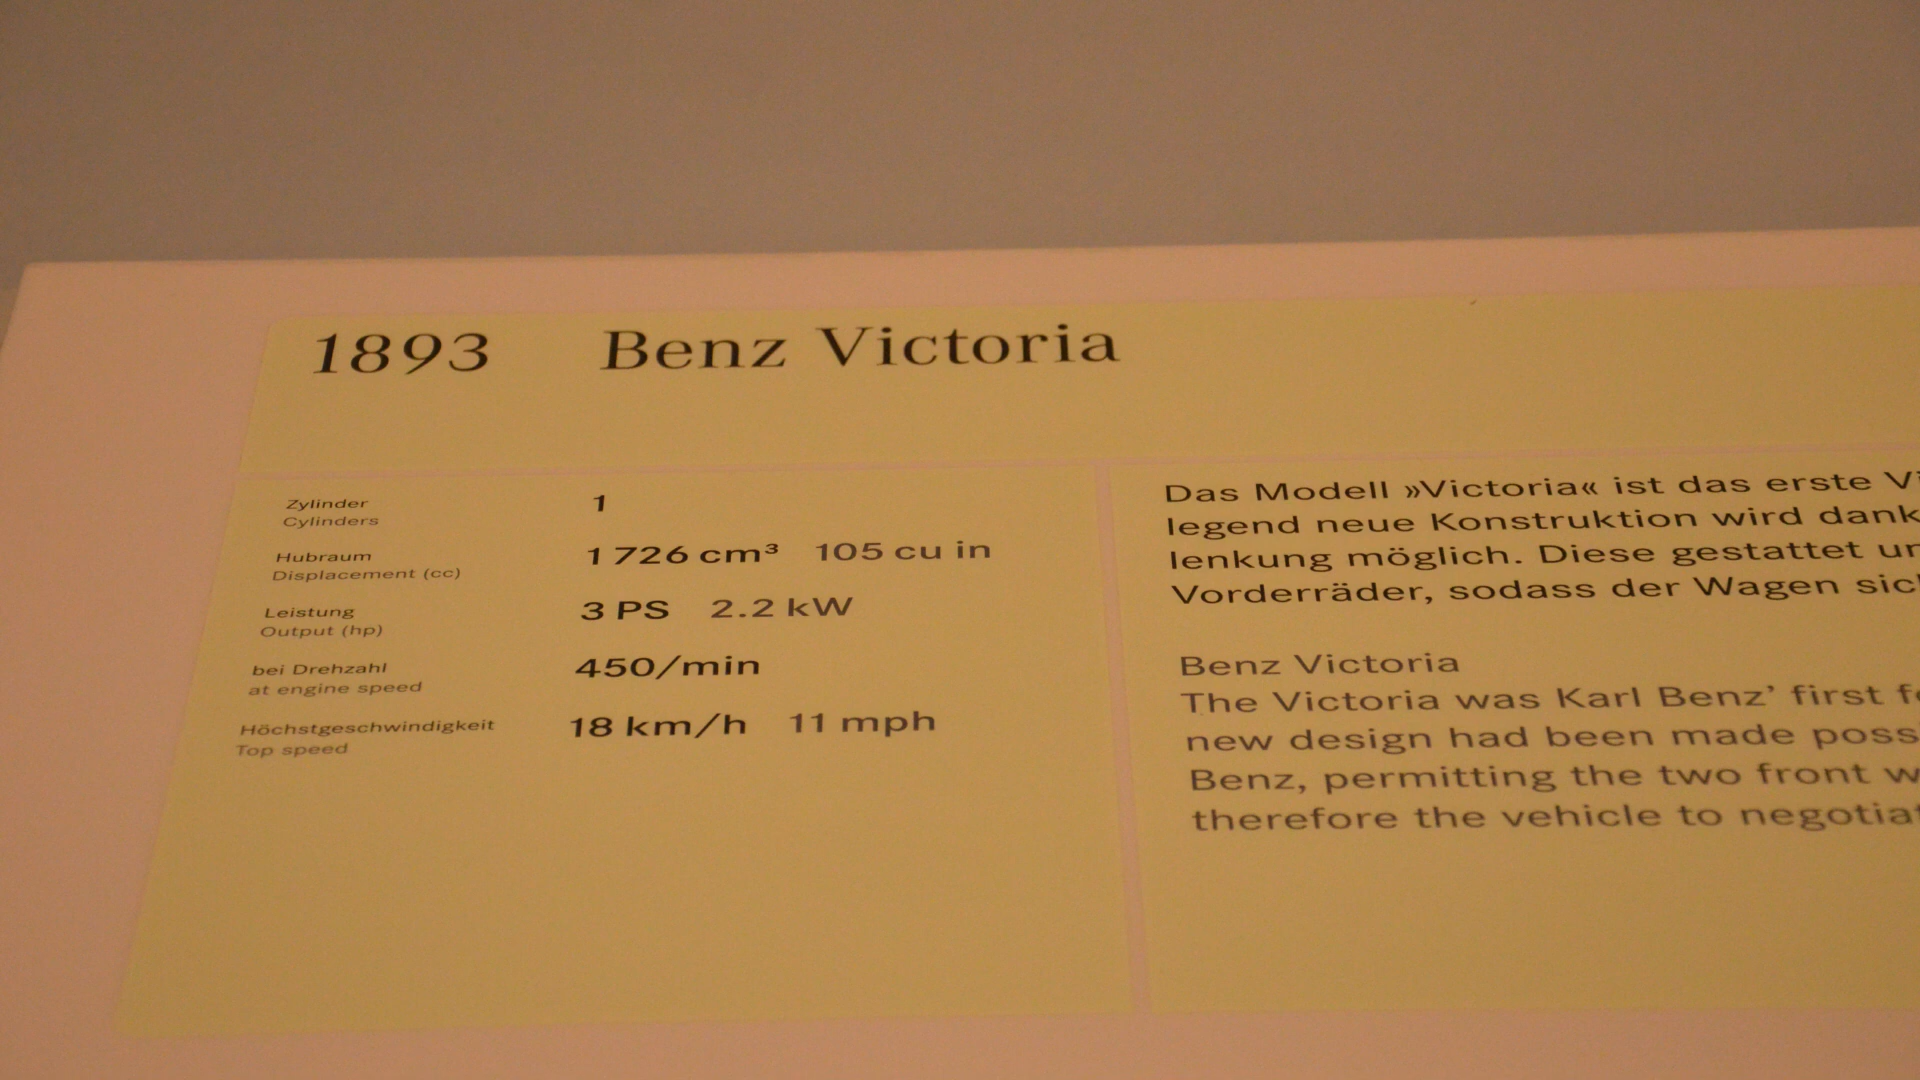 1893 Benz Victoria
Zylinder 1
Cylinders
Hubraum 1 726 cm³ 105 cu in
Displacement (cc)
Leistung 3 PS 2.2 kW
Output (hp)
bei Drehzahl 450/min
at engine speed
Höchstgeschwindigkeit 18 km/h 11 mph
Top speed
Das Modell »Victoria« ist das erste
legend neue Konstruktion wird dank
lenkung möglich. Diese gestattet
Vorderräder, sodass der Wagen
Benz Victoria
The Victoria was Karl Benz’ first
new design had been made
Benz, permitting the two front
therefore the vehicle to